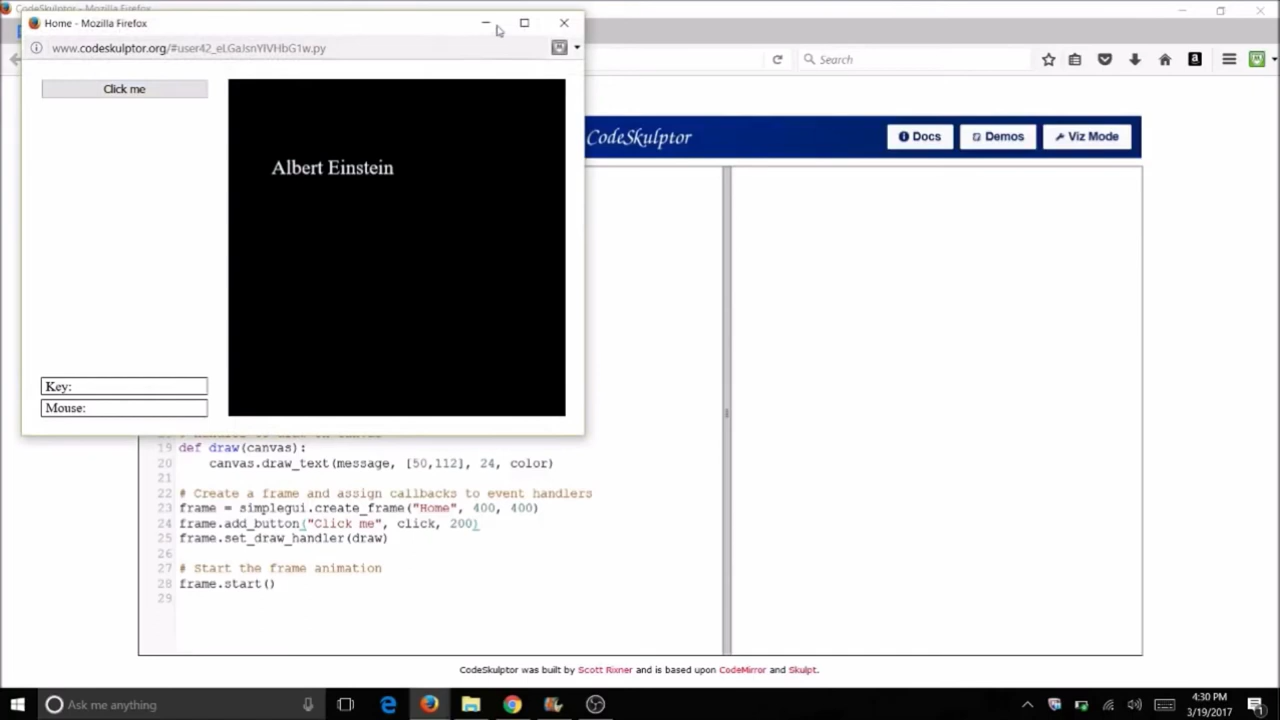 Home - Mozilla Firefox
www.codeskulptor.org/#user42_eLGaJsnYlVHbG1w.py
Search
Click me
Albert Einstein
Key:
Mouse:
CodeSkulptor
Docs
Demos
Viz Mode
19 def draw(canvas):
20 canvas.draw_text(message, [50,112], 24, color)
21
22 # Create a frame and assign callbacks to event handlers
23 frame = simplegui.create_frame("Home", 400, 400)
24 frame.add_button("Click me", click, 200)
25 frame.set_draw_handler(draw)
26
27 # Start the frame animation
28 frame.start()
29
CodeSkulptor was built by Scott Rixner and is based upon CodeMirror and Skulpt.
Ask me anything
4:30 PM
3/19/2017